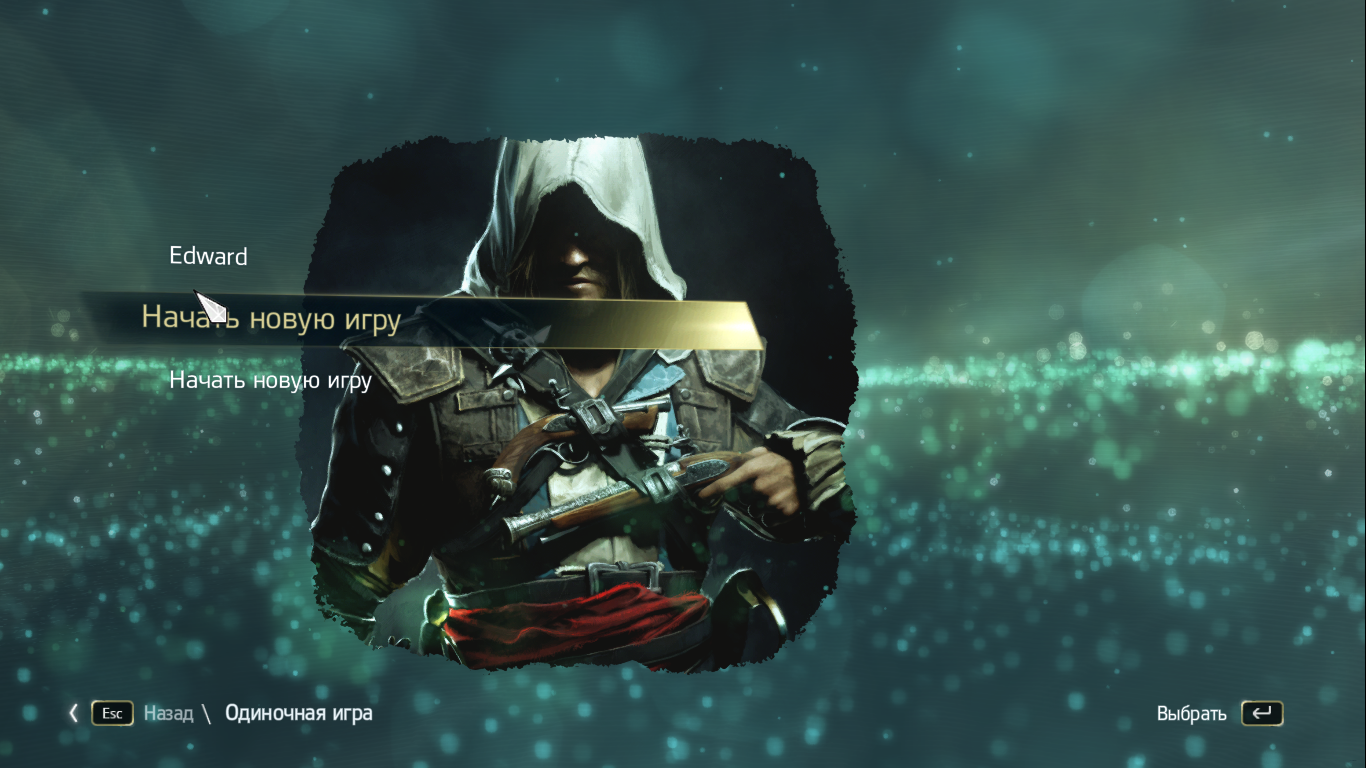 Edward
Начать новую игру
Начать новую игру
Esc Назад \ Одиночная игра
Выбрать